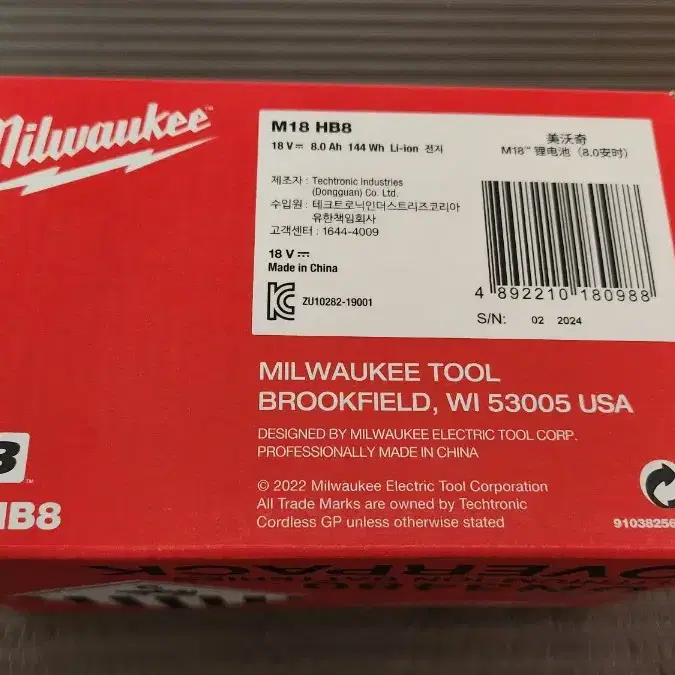 Milwaukee™
M18 HB8
18 V⎓ 8.0 Ah 144 Wh Li-ion 전지
美沃奇
M18™ 锂电池 (8.0安时)
제조자 : Techtronic Industries
(Dongguan) Co. Ltd.
수입원 : 테크트로닉인더스트리즈코리아
유한책임회사
고객센터 : 1644-4009
18 V⎓
Made in China
ZU10282-19001
4 892210 180988
S/N: 02 2024
MILWAUKEE TOOL
BROOKFIELD, WI 53005 USA
DESIGNED BY MILWAUKEE ELECTRIC TOOL CORP.
PROFESSIONALLY MADE IN CHINA
© 2022 Milwaukee Electric Tool Corporation
All Trade Marks are owned by Techtronic
Cordless GP unless otherwise stated
HB8
91038256